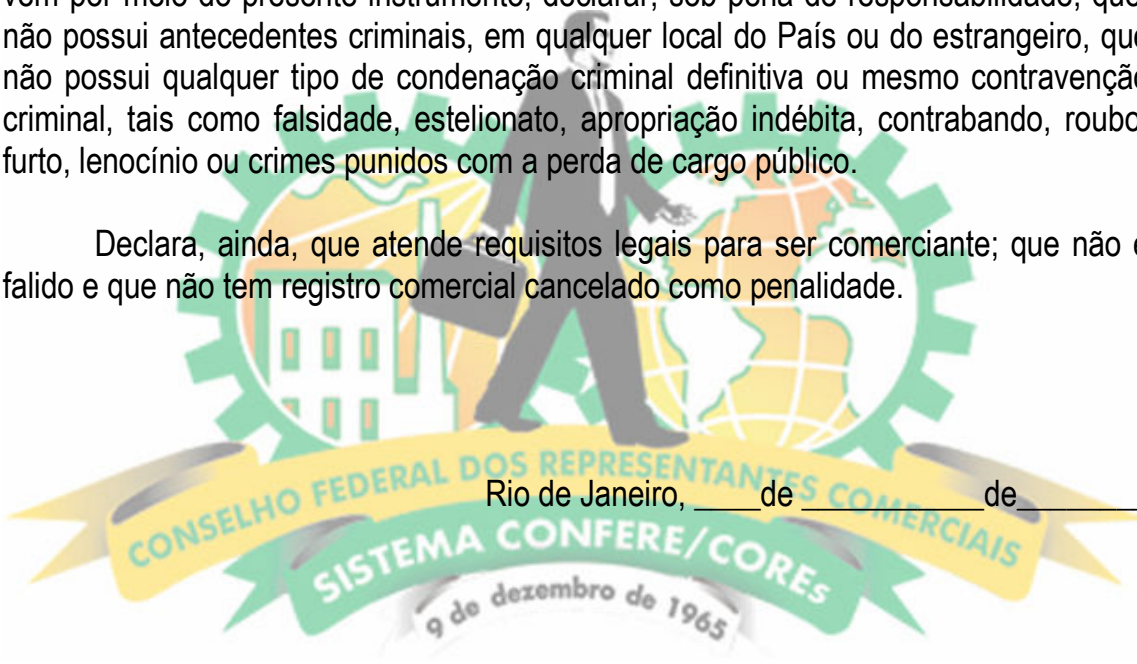 vem por meio do presente instrumento, declarar, sob pena de responsabilidade, que
não possui antecedentes criminais, em qualquer local do País ou do estrangeiro, que
não possui qualquer tipo de condenação criminal definitiva ou mesmo contravenção
criminal, tais como falsidade, estelionato, apropriação indébita, contrabando, roubo,
furto, lenocínio ou crimes punidos com a perda de cargo público.
Declara, ainda, que atende requisitos legais para ser comerciante; que não é
falido e que não tem registro comercial cancelado como penalidade.
Rio de Janeiro, ____de ___________de________
CONSELHO FEDERAL DOS REPRESENTANTES COMERCIAIS
SISTEMA CONFERE/COREs
9 de dezembro de 1965